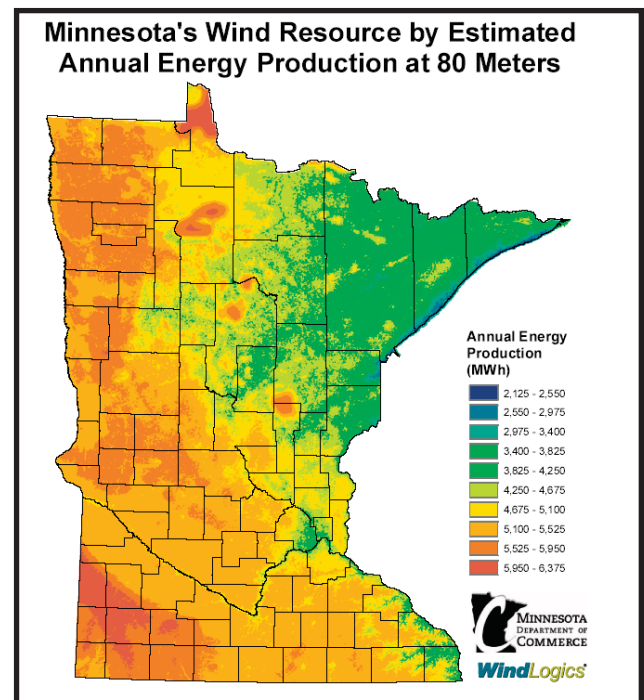 Minnesota's Wind Resource by Estimated
Annual Energy Production at 80 Meters
Annual Energy
Production
(MWh)
2,125 - 2,550
2,550 - 2,975
2,975 - 3,400
3,400 - 3,825
3,825 - 4,250
4,250 - 4,675
4,675 - 5,100
5,100 - 5,525
5,525 - 5,950
5,950 - 6,375
MINNESOTA
DEPARTMENT OF
COMMERCE
WindLogics